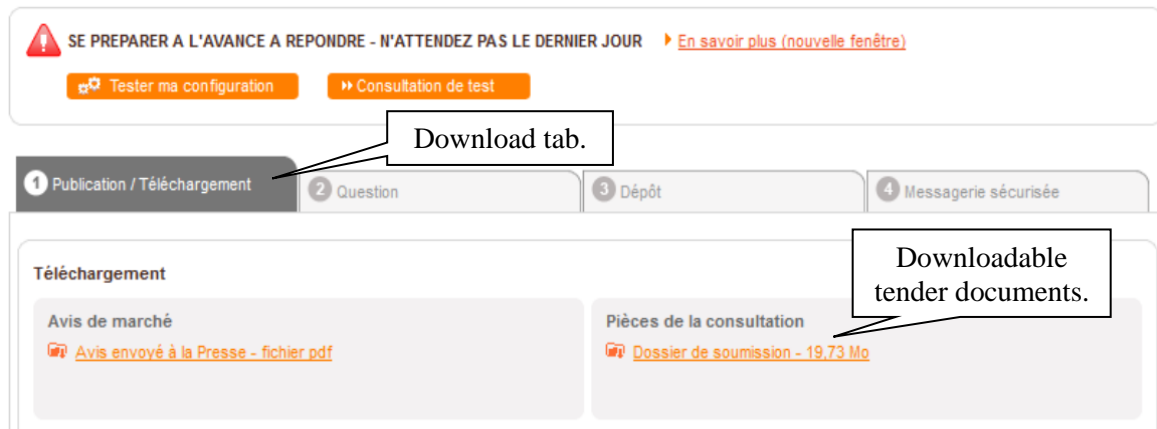 SE PREPARER A L'AVANCE A REPONDRE - N'ATTENDEZ PAS LE DERNIER JOUR En savoir plus (nouvelle fenêtre)
Tester ma configuration Consultation de test
Download tab.
1 Publication / Téléchargement 2 Question 3 Dépôt 4 Messagerie sécurisée
Downloadable
tender documents.
Téléchargement
Avis de marché Pièces de la consultation
Avis envoyé à la Presse - fichier pdf Dossier de soumission - 19,73 Mo